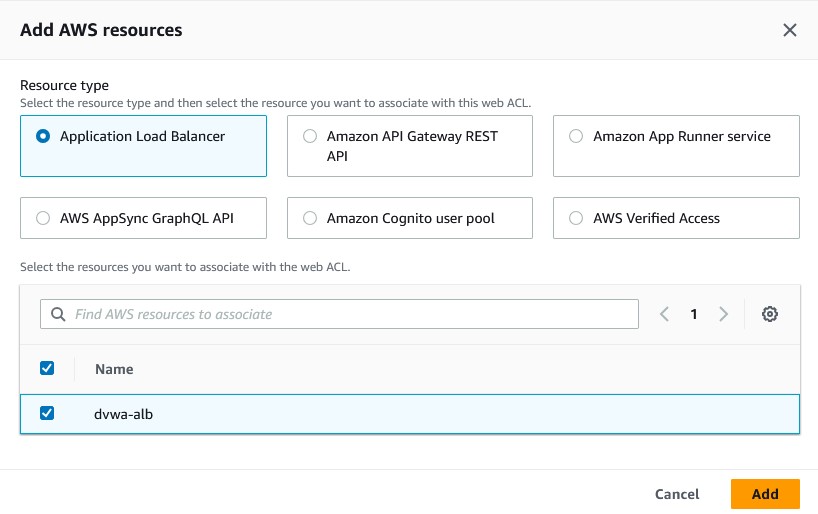 Add AWS resources
Resource type
Select the resource type and then select the resource you want to associate with this web ACL.
Application Load Balancer
Amazon API Gateway REST
API
Amazon App Runner service
AWS AppSync GraphQL API
Amazon Cognito user pool
AWS Verified Access
Select the resources you want to associate with the web ACL.
Find AWS resources to associate
1
Name
dvwa-alb
Cancel
Add